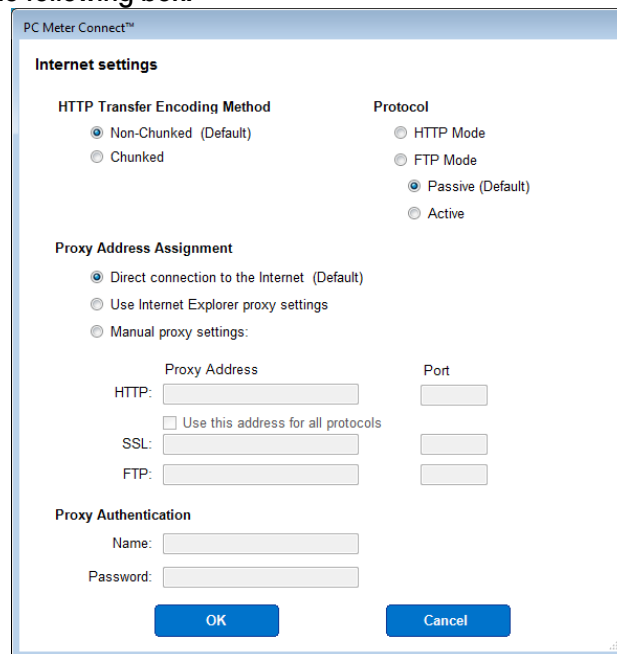 following box:
PC Meter Connect™
Internet settings
HTTP Transfer Encoding Method
Non-Chunked (Default)
Chunked
Protocol
HTTP Mode
FTP Mode
Passive (Default)
Active
Proxy Address Assignment
Direct connection to the Internet (Default)
Use Internet Explorer proxy settings
Manual proxy settings:
Proxy Address Port
HTTP:
Use this address for all protocols
SSL:
FTP:
Proxy Authentication
Name:
Password:
OK Cancel